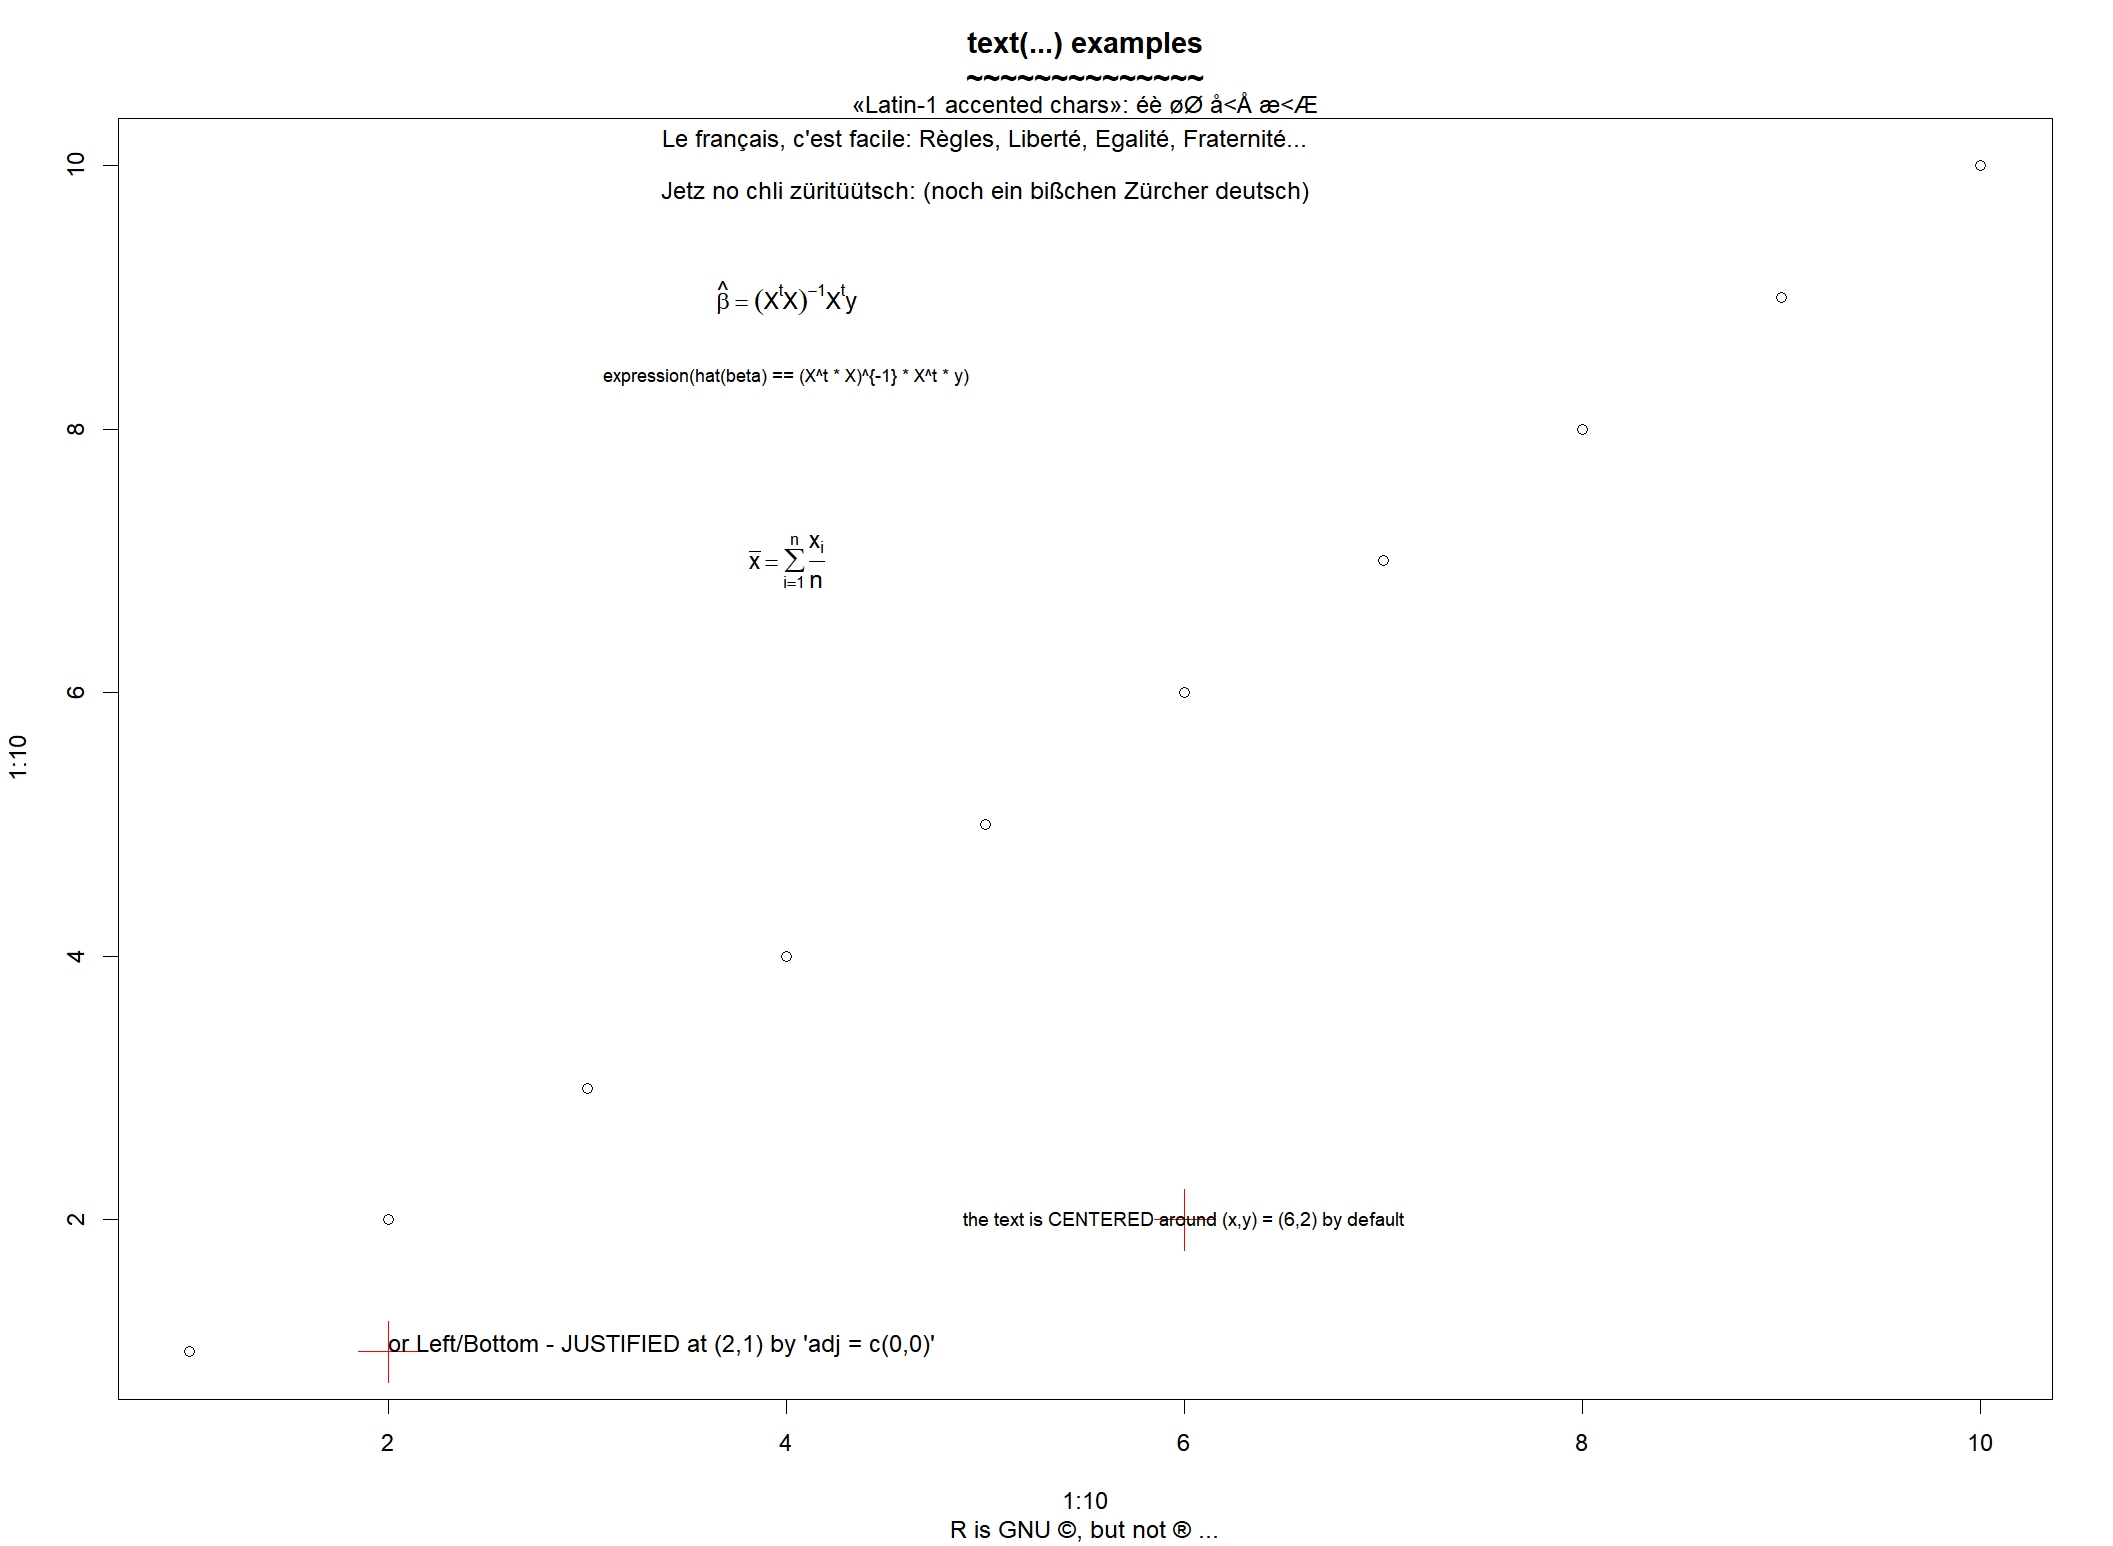 text(...) examples
~~~~~~~~~~~~~~
«Latin-1 accented chars»: éè øØ å<Å æ<Æ
Le français, c'est facile: Règles, Liberté, Egalité, Fraternité...
Jetz no chli züritüütsch: (noch ein bißchen Zürcher deutsch)
β̂ = (XᵗX)⁻¹Xᵗy
expression(hat(beta) == (X^t * X)^{-1} * X^t * y)
x̄ = ∑ⁿᵢ₌₁ xᵢ/n
the text is CENTERED around (x,y) = (6,2) by default
or Left/Bottom - JUSTIFIED at (2,1) by 'adj = c(0,0)'
10
8
6
4
2
1:10
2 4 6 8 10
1:10
R is GNU ©, but not ® ...